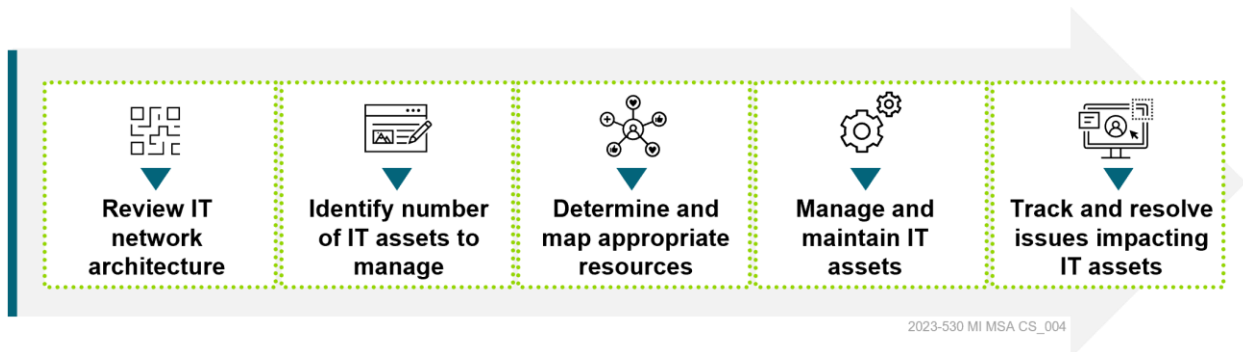 Review IT
network
architecture
Identify number
of IT assets to
manage
Determine and
map appropriate
resources
Manage and
maintain IT
assets
Track and resolve
issues impacting
IT assets
2023-530 MI MSA CS_004